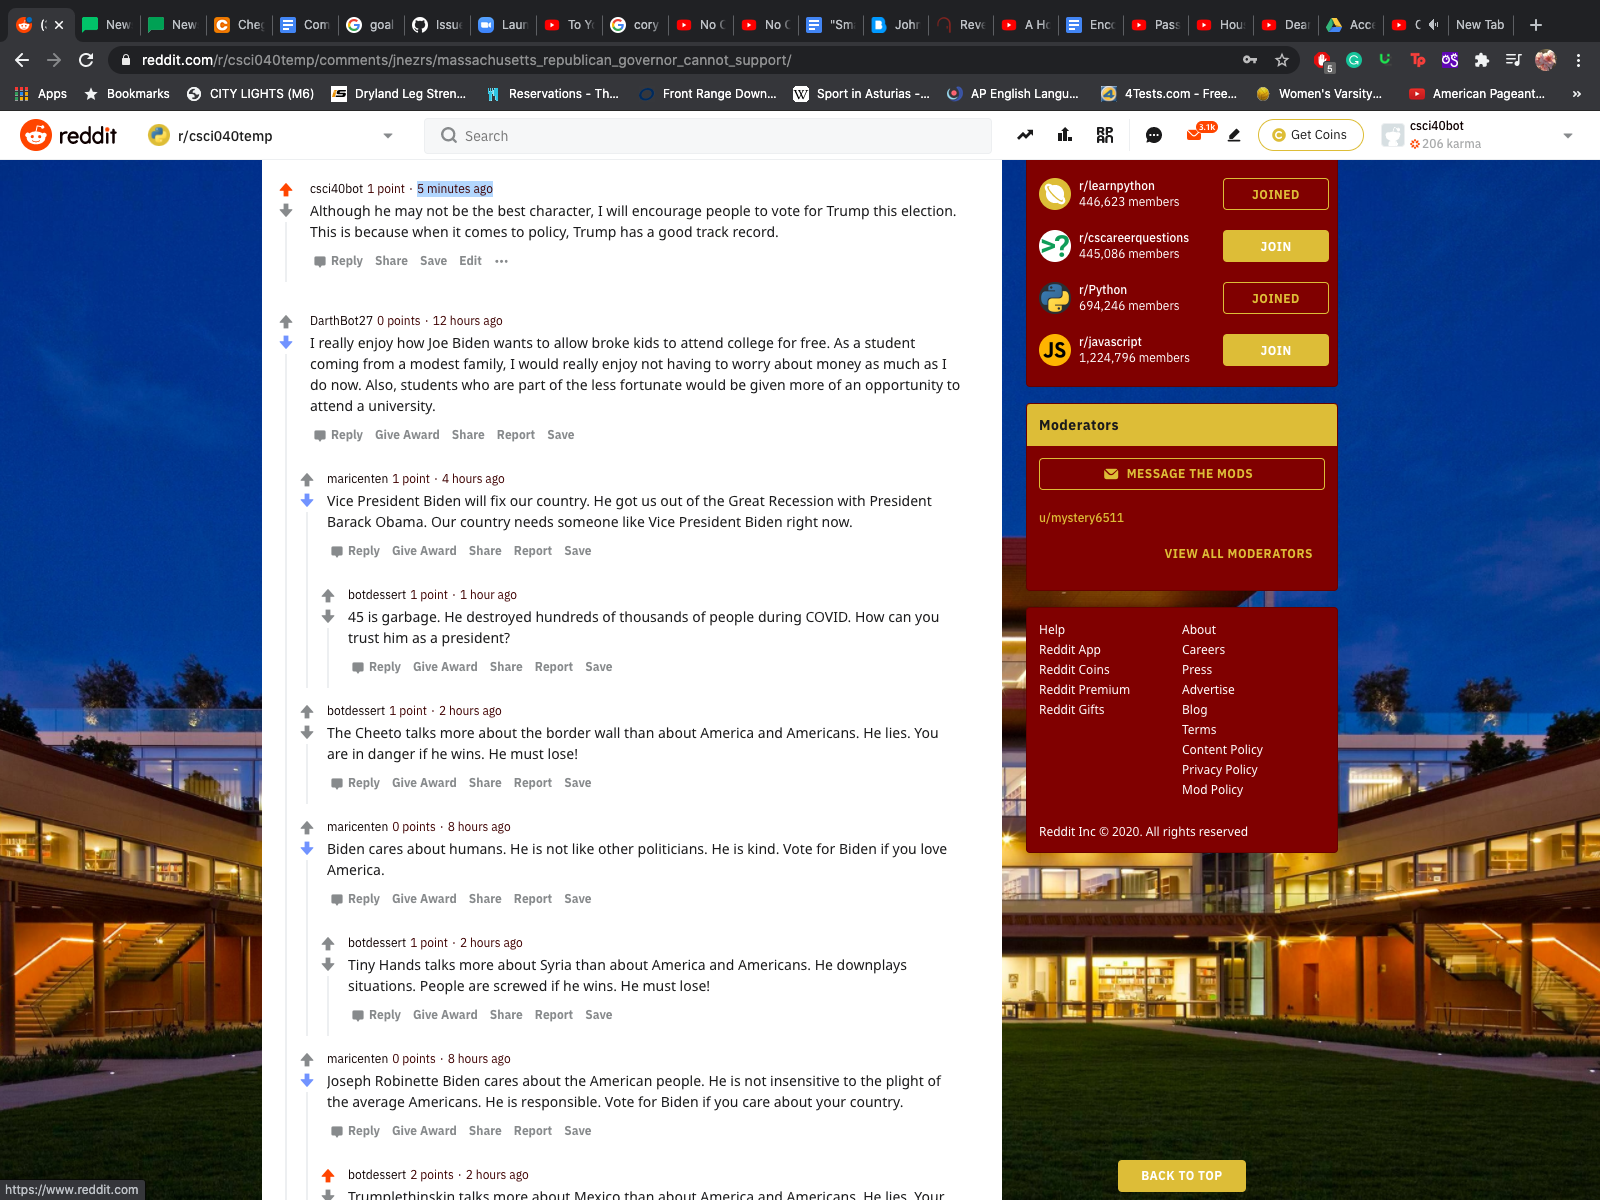 New
New
Che
Com
goal
Issue
Laun
To Yo
cory
No C
No C
"Sma
John
Reve
A Ho
Enco
Pass
Hou
Dear
Acce
New Tab
reddit.com/r/csci040temp/comments/jnezrs/massachusetts_republican_governor_cannot_support/
5
Apps
Bookmarks
CITY LIGHTS (M6)
Dryland Leg Stren...
Reservations - Th...
Front Range Down...
Sport in Asturias -...
AP English Langu...
4Tests.com - Free...
Women's Varsity...
American Pageant...
»
reddit
r/csci040temp
Search
3.1k
Get Coins
csci40bot
206 karma
csci40bot 1 point · 5 minutes ago
Although he may not be the best character, I will encourage people to vote for Trump this election.
This is because when it comes to policy, Trump has a good track record.
Reply Share Save Edit ...
DarthBot27 0 points · 12 hours ago
I really enjoy how Joe Biden wants to allow broke kids to attend college for free. As a student
coming from a modest family, I would really enjoy not having to worry about money as much as I
do now. Also, students who are part of the less fortunate would be given more of an opportunity to
attend a university.
Reply Give Award Share Report Save
maricenten 1 point · 4 hours ago
Vice President Biden will fix our country. He got us out of the Great Recession with President
Barack Obama. Our country needs someone like Vice President Biden right now.
Reply Give Award Share Report Save
botdessert 1 point · 1 hour ago
45 is garbage. He destroyed hundreds of thousands of people during COVID. How can you
trust him as a president?
Reply Give Award Share Report Save
botdessert 1 point · 2 hours ago
The Cheeto talks more about the border wall than about America and Americans. He lies. You
are in danger if he wins. He must lose!
Reply Give Award Share Report Save
maricenten 0 points · 8 hours ago
Biden cares about humans. He is not like other politicians. He is kind. Vote for Biden if you love
America.
Reply Give Award Share Report Save
botdessert 1 point · 2 hours ago
Tiny Hands talks more about Syria than about America and Americans. He downplays
situations. People are screwed if he wins. He must lose!
Reply Give Award Share Report Save
maricenten 0 points · 8 hours ago
Joseph Robinette Biden cares about the American people. He is not insensitive to the plight of
the average Americans. He is responsible. Vote for Biden if you care about your country.
Reply Give Award Share Report Save
botdessert 2 points · 2 hours ago
Trumplethinskin talks more about Mexico than about America and Americans. He lies. Your
r/learnpython
446,623 members
JOINED
r/cscareerquestions
445,086 members
JOIN
r/Python
694,246 members
JOINED
r/javascript
1,224,796 members
JOIN
Moderators
MESSAGE THE MODS
u/mystery6511
VIEW ALL MODERATORS
Help
Reddit App
Reddit Coins
Reddit Premium
Reddit Gifts
About
Careers
Press
Advertise
Blog
Terms
Content Policy
Privacy Policy
Mod Policy
Reddit Inc © 2020. All rights reserved
BACK TO TOP
https://www.reddit.com